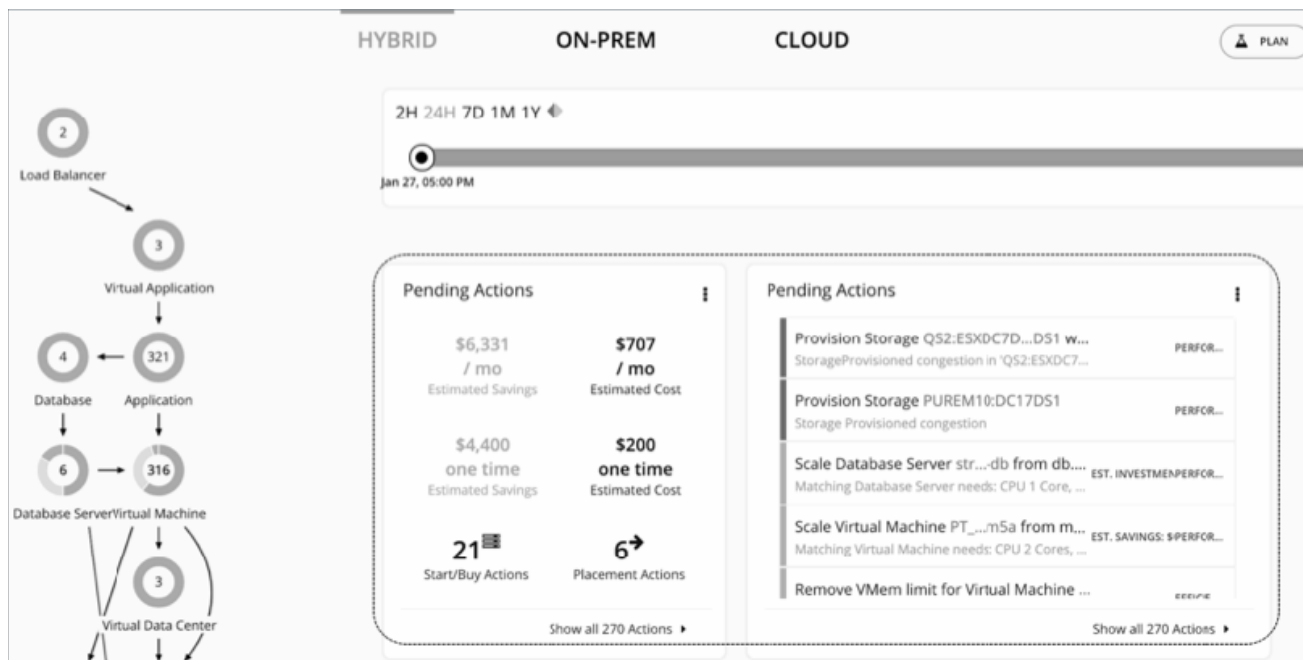 HYBRID ON-PREM CLOUD PLAN
2H 24H 7D 1M 1Y
Jan 27, 05:00 PM
2
Load Balancer
3
Virtual Application
4 321
Database Application
6 316
Database Server Virtual Machine
3
Virtual Data Center
Pending Actions
$6,331 $707
/ mo / mo
Estimated Savings Estimated Cost
$4,400 $200
one time one time
Estimated Savings Estimated Cost
21 6
Start/Buy Actions Placement Actions
Show all 270 Actions
Pending Actions
Provision Storage QS2:ESXDC7D...DS1 w...
StorageProvisioned congestion in 'QS2:ESXDC7...
PERFOR...
Provision Storage PUREM10:DC17DS1
Storage Provisioned congestion
PERFOR...
Scale Database Server str...-db from db....
Matching Database Server needs: CPU 1 Core, ...
EST. INVESTMEN PERFOR...
Scale Virtual Machine PT_...m5a from m...
Matching Virtual Machine needs: CPU 2 Cores, ...
EST. SAVINGS: $ PERFOR...
Remove VMem limit for Virtual Machine ...
Show all 270 Actions